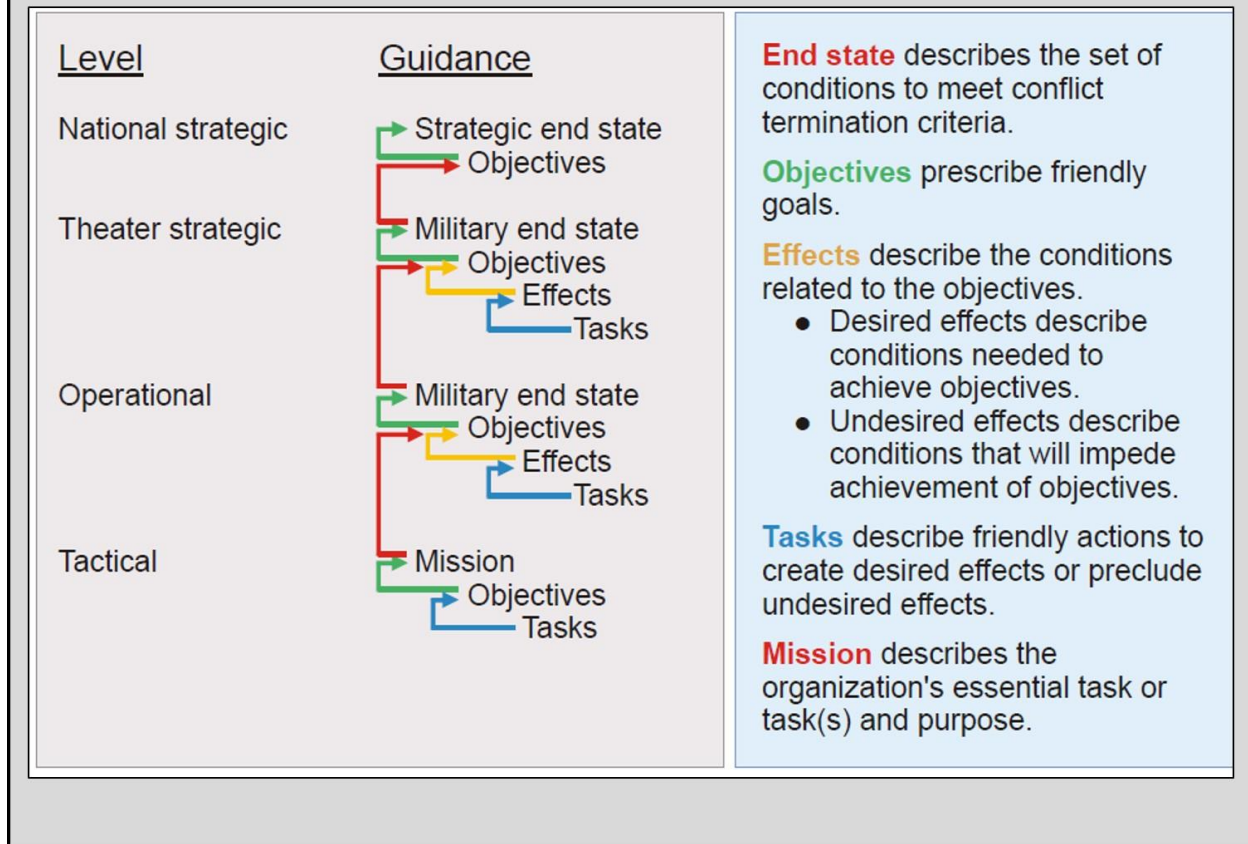 Level
Guidance
National strategic
Strategic end state
Objectives
Theater strategic
Military end state
Objectives
Effects
Tasks
Operational
Military end state
Objectives
Effects
Tasks
Tactical
Mission
Objectives
Tasks
End state describes the set of
conditions to meet conflict
termination criteria.
Objectives prescribe friendly
goals.
Effects describe the conditions
related to the objectives.
● Desired effects describe
conditions needed to
achieve objectives.
● Undesired effects describe
conditions that will impede
achievement of objectives.
Tasks describe friendly actions to
create desired effects or preclude
undesired effects.
Mission describes the
organization's essential task or
task(s) and purpose.